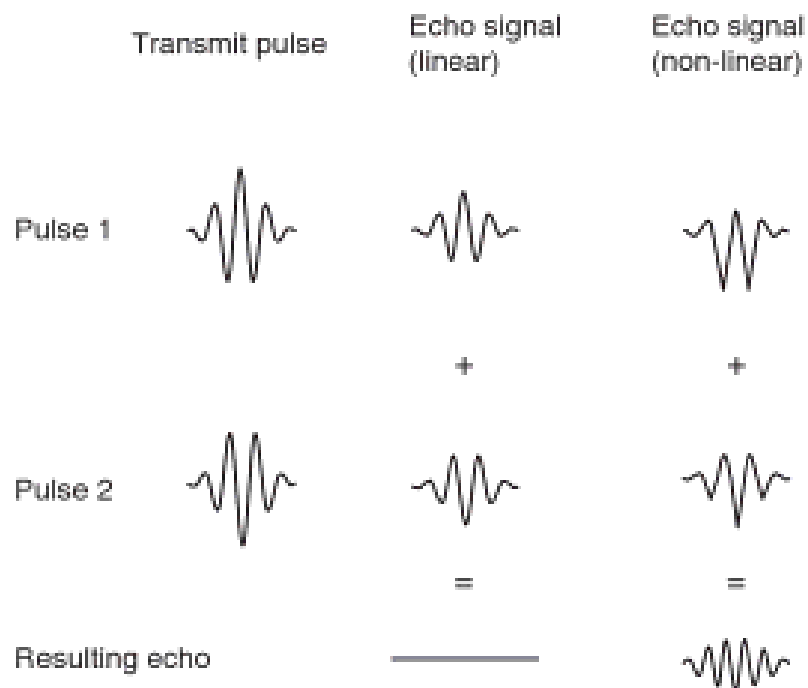 Transmit pulse
Echo signal
(linear)
Echo signal
(non-linear)
Pulse 1
+
+
Pulse 2
=
=
Resulting echo